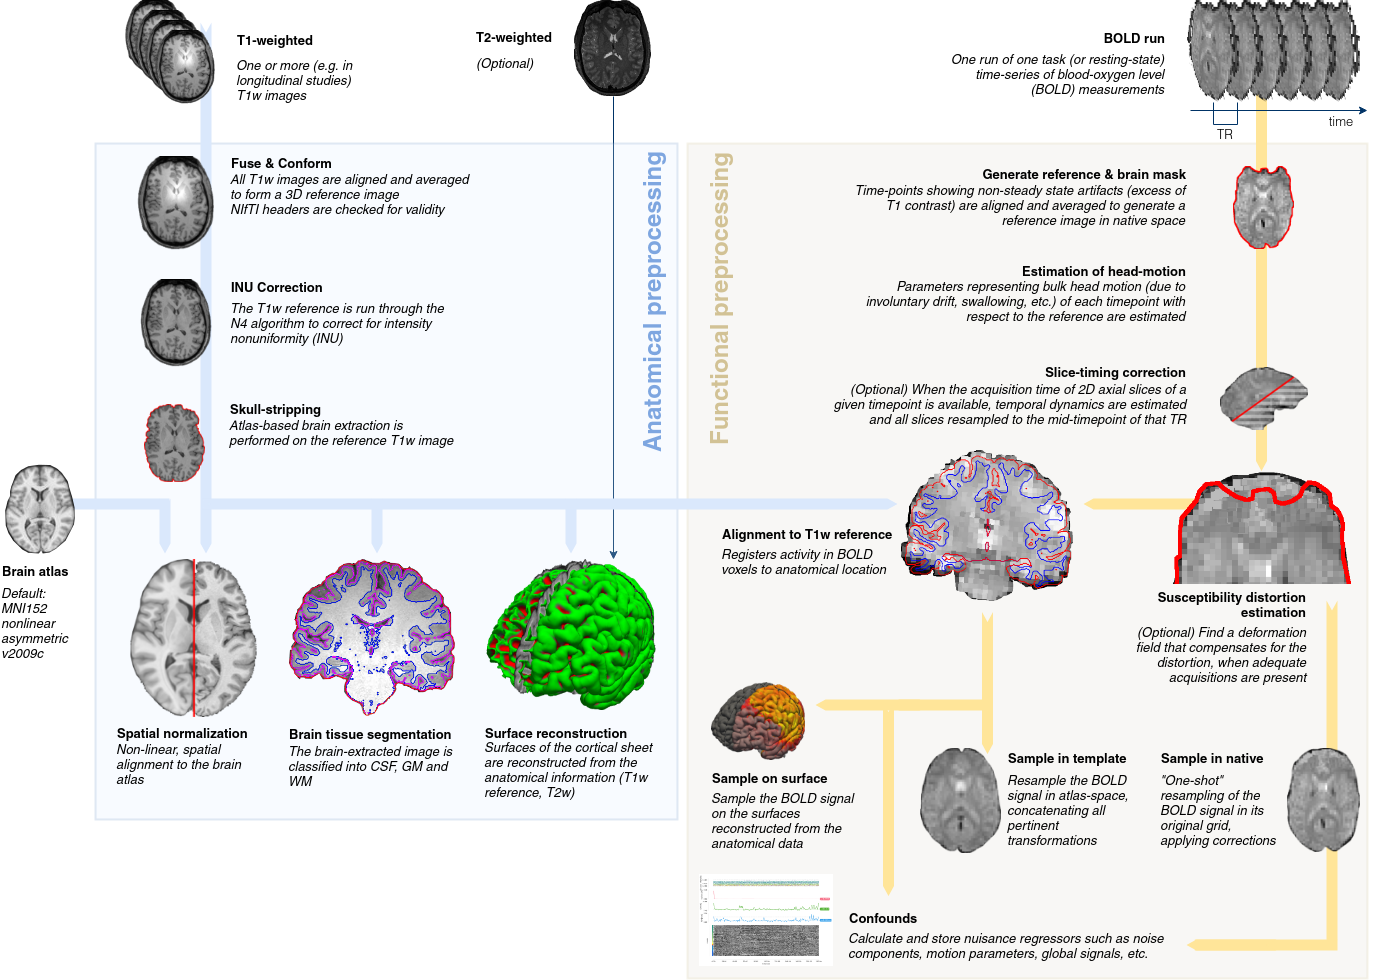 T1-weighted
One or more (e.g. in
longitudinal studies)
T1w images
T2-weighted
(Optional)
BOLD run
One run of one task (or resting-state)
time-series of blood-oxygen level
(BOLD) measurements
time
TR
Anatomical preprocessing
Functional preprocessing
Fuse & Conform
All T1w images are aligned and averaged
to form a 3D reference image
NIfTI headers are checked for validity
INU Correction
The T1w reference is run through the
N4 algorithm to correct for intensity
nonuniformity (INU)
Skull-stripping
Atlas-based brain extraction is
performed on the reference T1w image
Brain atlas
Default:
MNI152
nonlinear
asymmetric
v2009c
Spatial normalization
Non-linear, spatial
alignment to the brain
atlas
Brain tissue segmentation
The brain-extracted image is
classified into CSF, GM and
WM
Surface reconstruction
Surfaces of the cortical sheet
are reconstructed from the
anatomical information (T1w
reference, T2w)
Generate reference & brain mask
Time-points showing non-steady state artifacts (excess of
T1 contrast) are aligned and averaged to generate a
reference image in native space
Estimation of head-motion
Parameters representing bulk head motion (due to
involuntary drift, swallowing, etc.) of each timepoint with
respect to the reference are estimated
Slice-timing correction
(Optional) When the acquisition time of 2D axial slices of a
given timepoint is available, temporal dynamics are estimated
and all slices resampled to the mid-timepoint of that TR
Alignment to T1w reference
Registers activity in BOLD
voxels to anatomical location
Susceptibility distortion
estimation
(Optional) Find a deformation
field that compensates for the
distortion, when adequate
acquisitions are present
Sample on surface
Sample the BOLD signal
on the surfaces
reconstructed from the
anatomical data
Sample in template
Resample the BOLD
signal in atlas-space,
concatenating all
pertinent
transformations
Sample in native
"One-shot"
resampling of the
BOLD signal in its
original grid,
applying corrections
Confounds
Calculate and store nuisance regressors such as noise
components, motion parameters, global signals, etc.